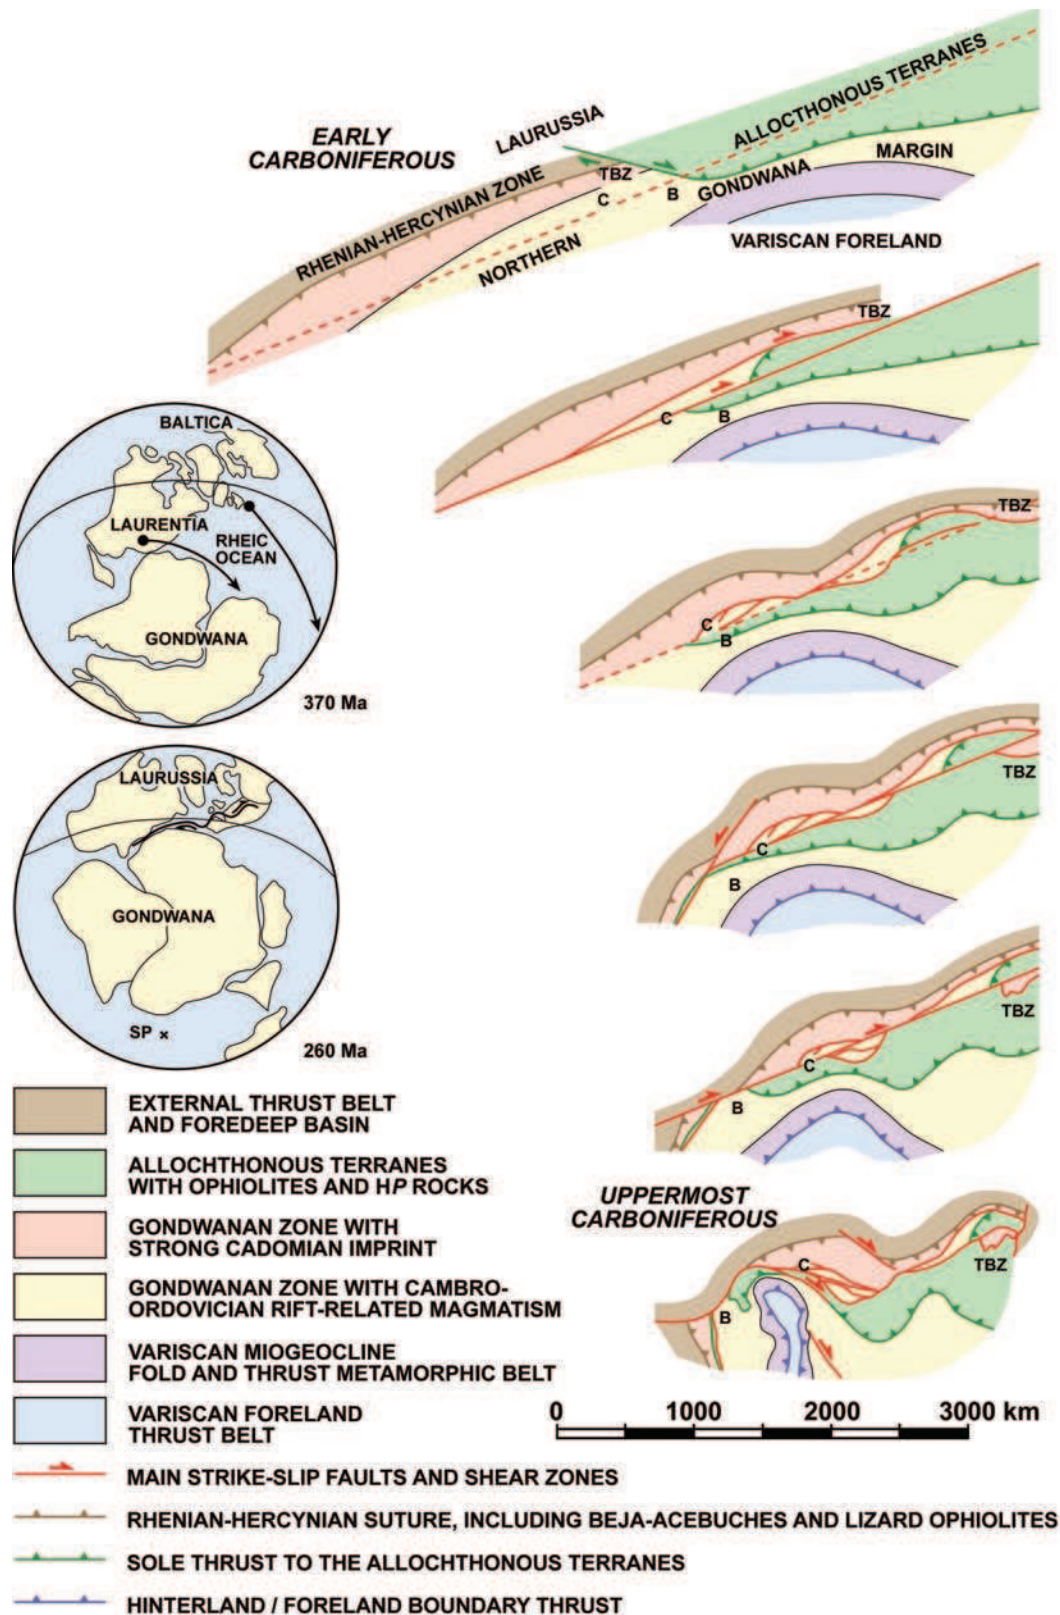 EARLY
CARBONIFEROUS
LAURUSSIA
ALLOCTHONOUS TERRANES
MARGIN
TBZ
C
B
GONDWANA
RHENIAN-HERCYNIAN ZONE
NORTHERN
VARISCAN FORELAND
TBZ
C
B
BALTICA
LAURENTIA
RHEIC
OCEAN
GONDWANA
370 Ma
TBZ
C
B
LAURUSSIA
GONDWANA
SP x
260 Ma
TBZ
C
B
TBZ
C
B
UPPERMOST
CARBONIFEROUS
C
TBZ
B
0 1000 2000 3000 km
EXTERNAL THRUST BELT
AND FOREDEEP BASIN
ALLOCHTHONOUS TERRANES
WITH OPHIOLITES AND HP ROCKS
GONDWANAN ZONE WITH
STRONG CADOMIAN IMPRINT
GONDWANAN ZONE WITH CAMBRO-
ORDOVICIAN RIFT-RELATED MAGMATISM
VARISCAN MIOGEOCLINE
FOLD AND THRUST METAMORPHIC BELT
VARISCAN FORELAND
THRUST BELT
MAIN STRIKE-SLIP FAULTS AND SHEAR ZONES
RHENIAN-HERCYNIAN SUTURE, INCLUDING BEJA-ACEBUCHES AND LIZARD OPHIOLITES
SOLE THRUST TO THE ALLOCHTHONOUS TERRANES
HINTERLAND / FORELAND BOUNDARY THRUST